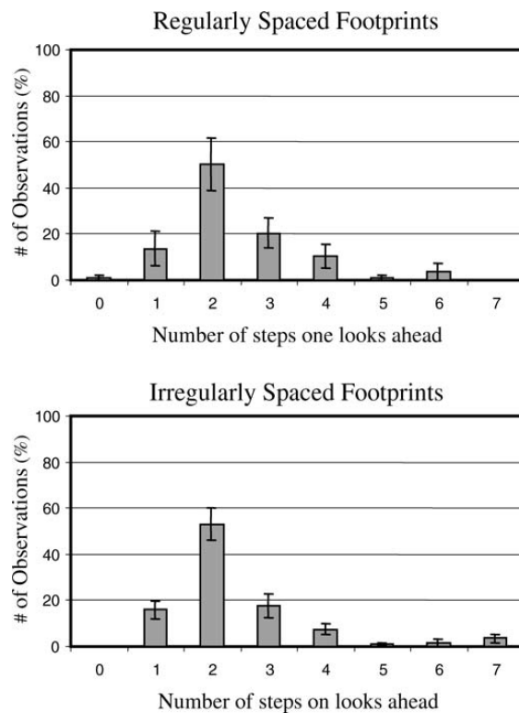 Regularly Spaced Footprints
# of Observations (%)
100
80
60
40
20
0
0 1 2 3 4 5 6 7
Number of steps one looks ahead
Irregularly Spaced Footprints
# of Observations (%)
100
80
60
40
20
0
0 1 2 3 4 5 6 7
Number of steps on looks ahead